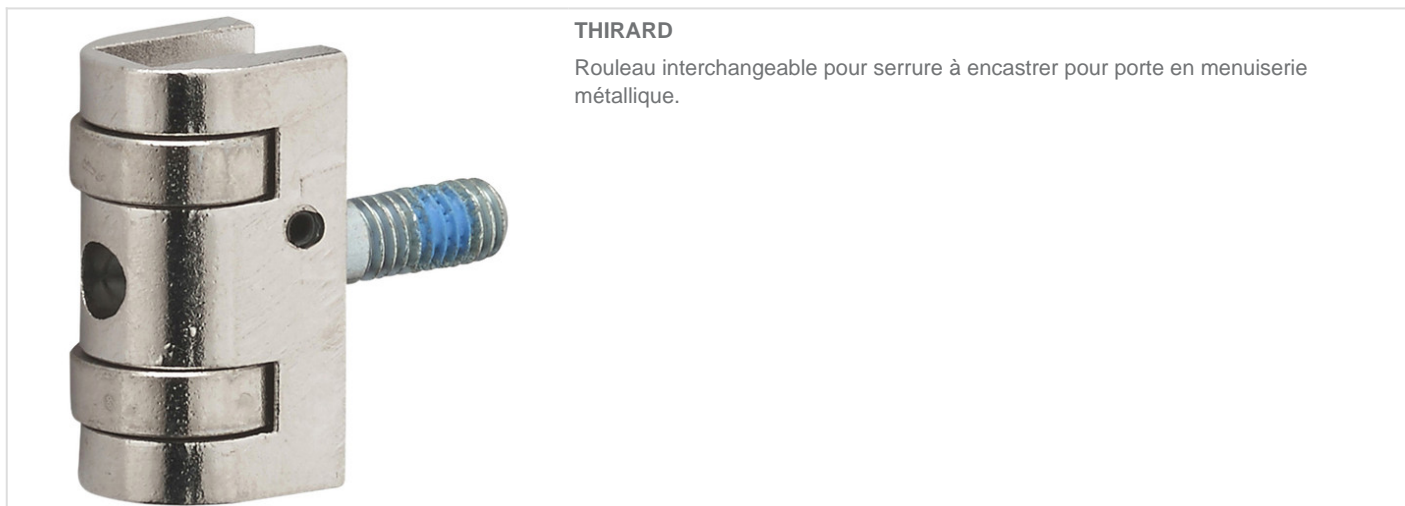 THIRARD
Rouleau interchangeable pour serrure à encastrer pour porte en menuiserie
métallique.